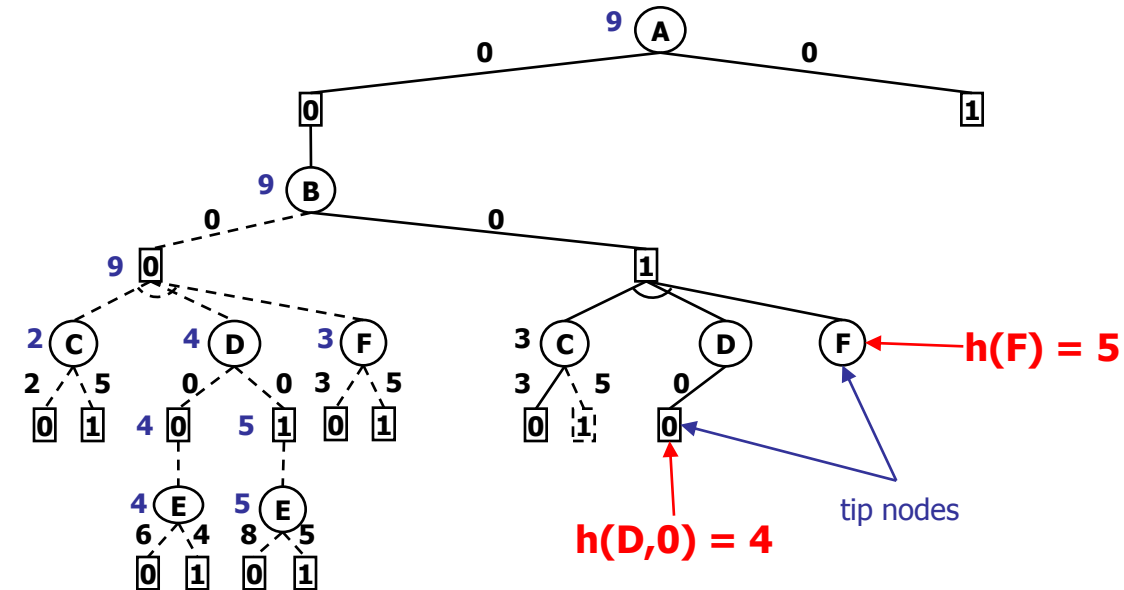 9 A
0 0
0 1
9 B
0 0
9 0 1
2 C 4 D 3 F 3 C D F h(F) = 5
2 5 0 0 3 5 3 5 0
0 1 4 0 5 1 0 1 0 1 0
4 E 5 E tip nodes
6 4 8 5 h(D,0) = 4
0 1 0 1